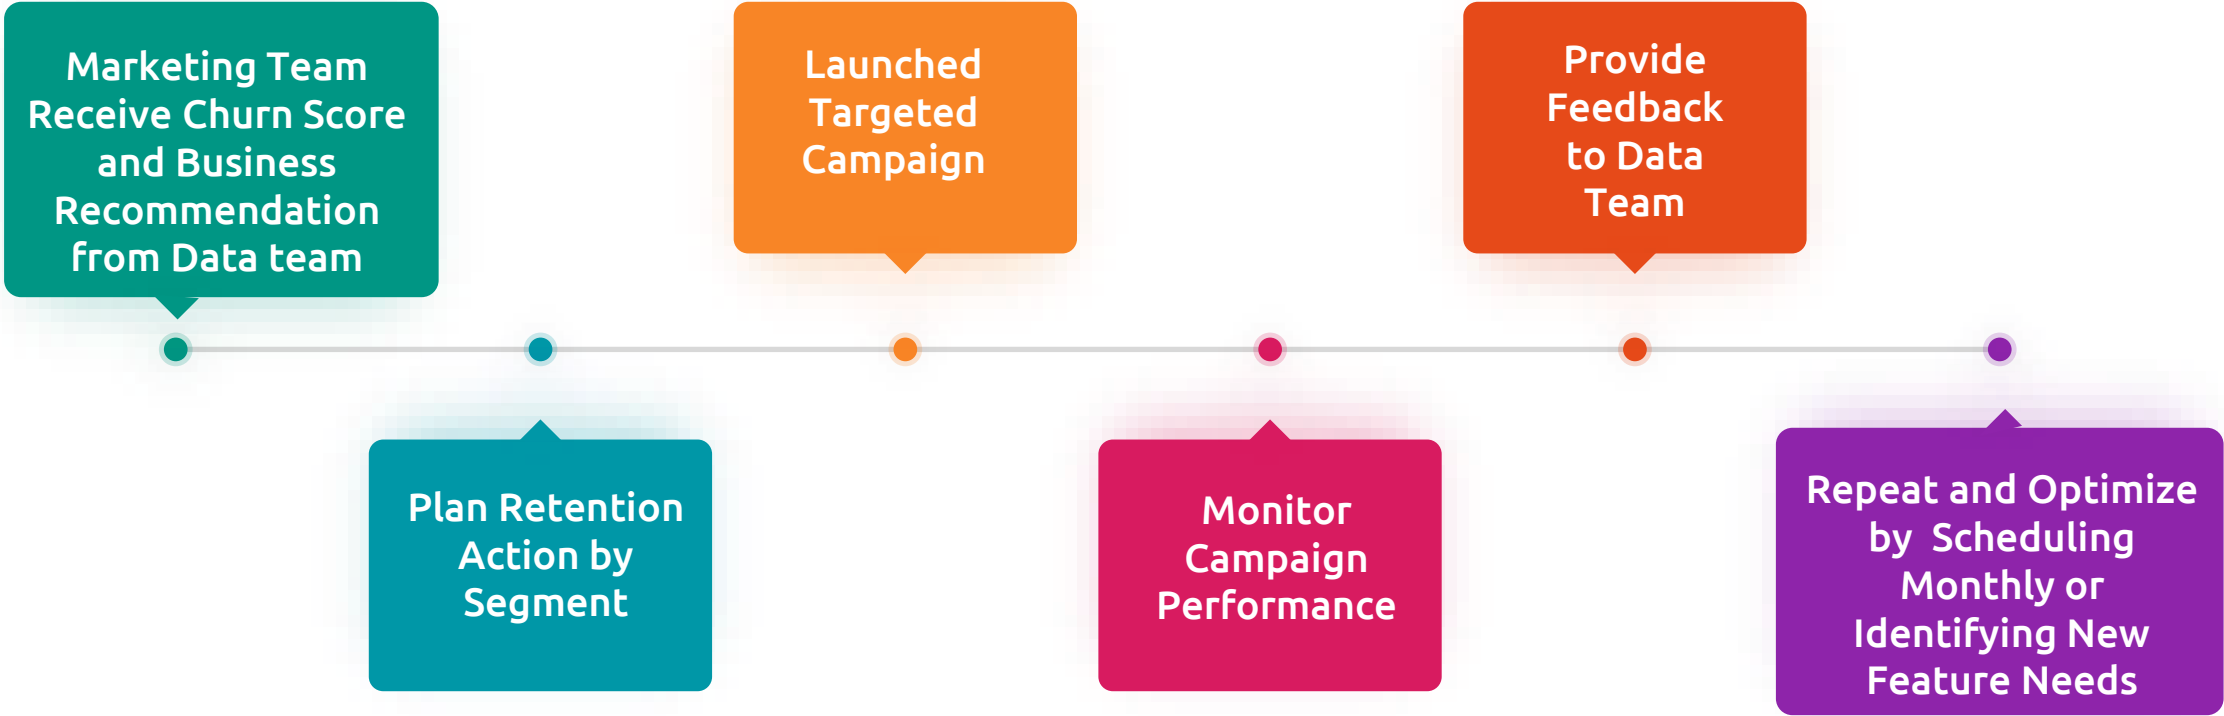 Marketing Team
Receive Churn Score
and Business
Recommendation
from Data team
Plan Retention
Action by
Segment
Launched
Targeted
Campaign
Monitor
Campaign
Performance
Provide
Feedback
to Data
Team
Repeat and Optimize
by  Scheduling
Monthly or
Identifying New
Feature Needs